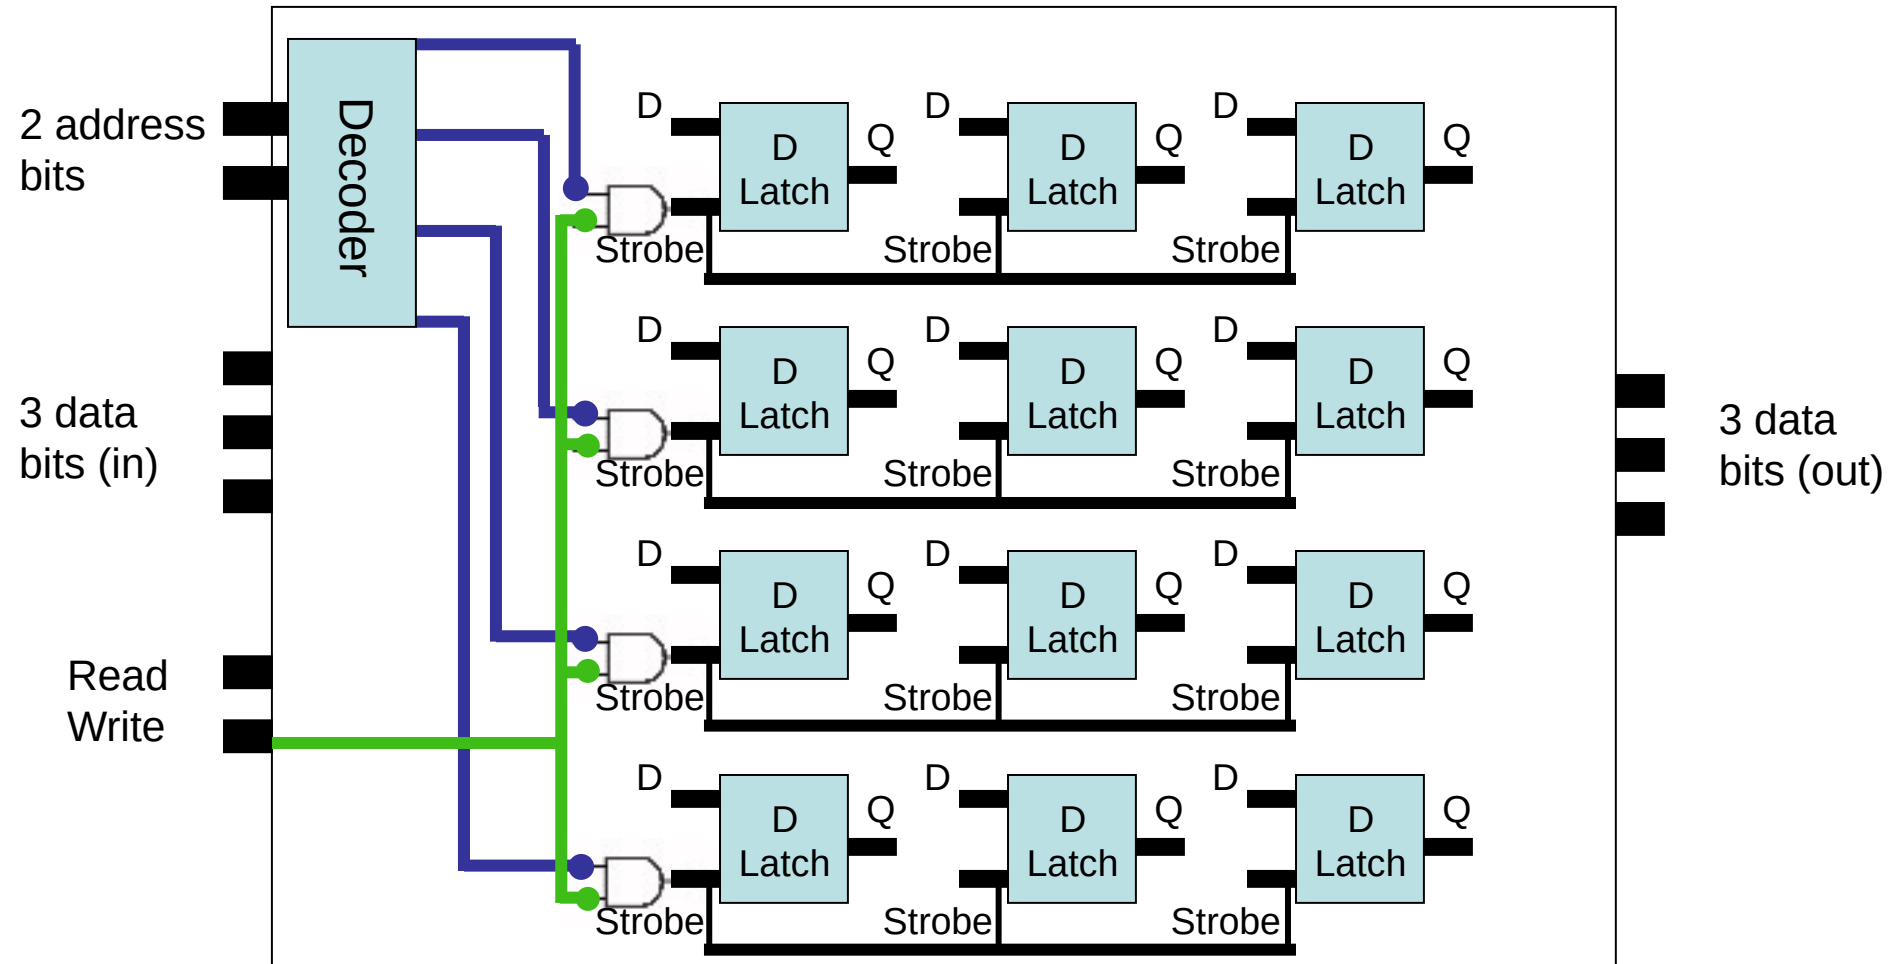 2 address
bits
Decoder
3 data
bits (in)
Read
Write
D
D
Latch
Q
Strobe
D
D
Latch
Q
Strobe
D
D
Latch
Q
Strobe
D
D
Latch
Q
Strobe
D
D
Latch
Q
Strobe
D
D
Latch
Q
Strobe
D
D
Latch
Q
Strobe
D
D
Latch
Q
Strobe
D
D
Latch
Q
Strobe
D
D
Latch
Q
Strobe
D
D
Latch
Q
Strobe
D
D
Latch
Q
Strobe
3 data
bits (out)